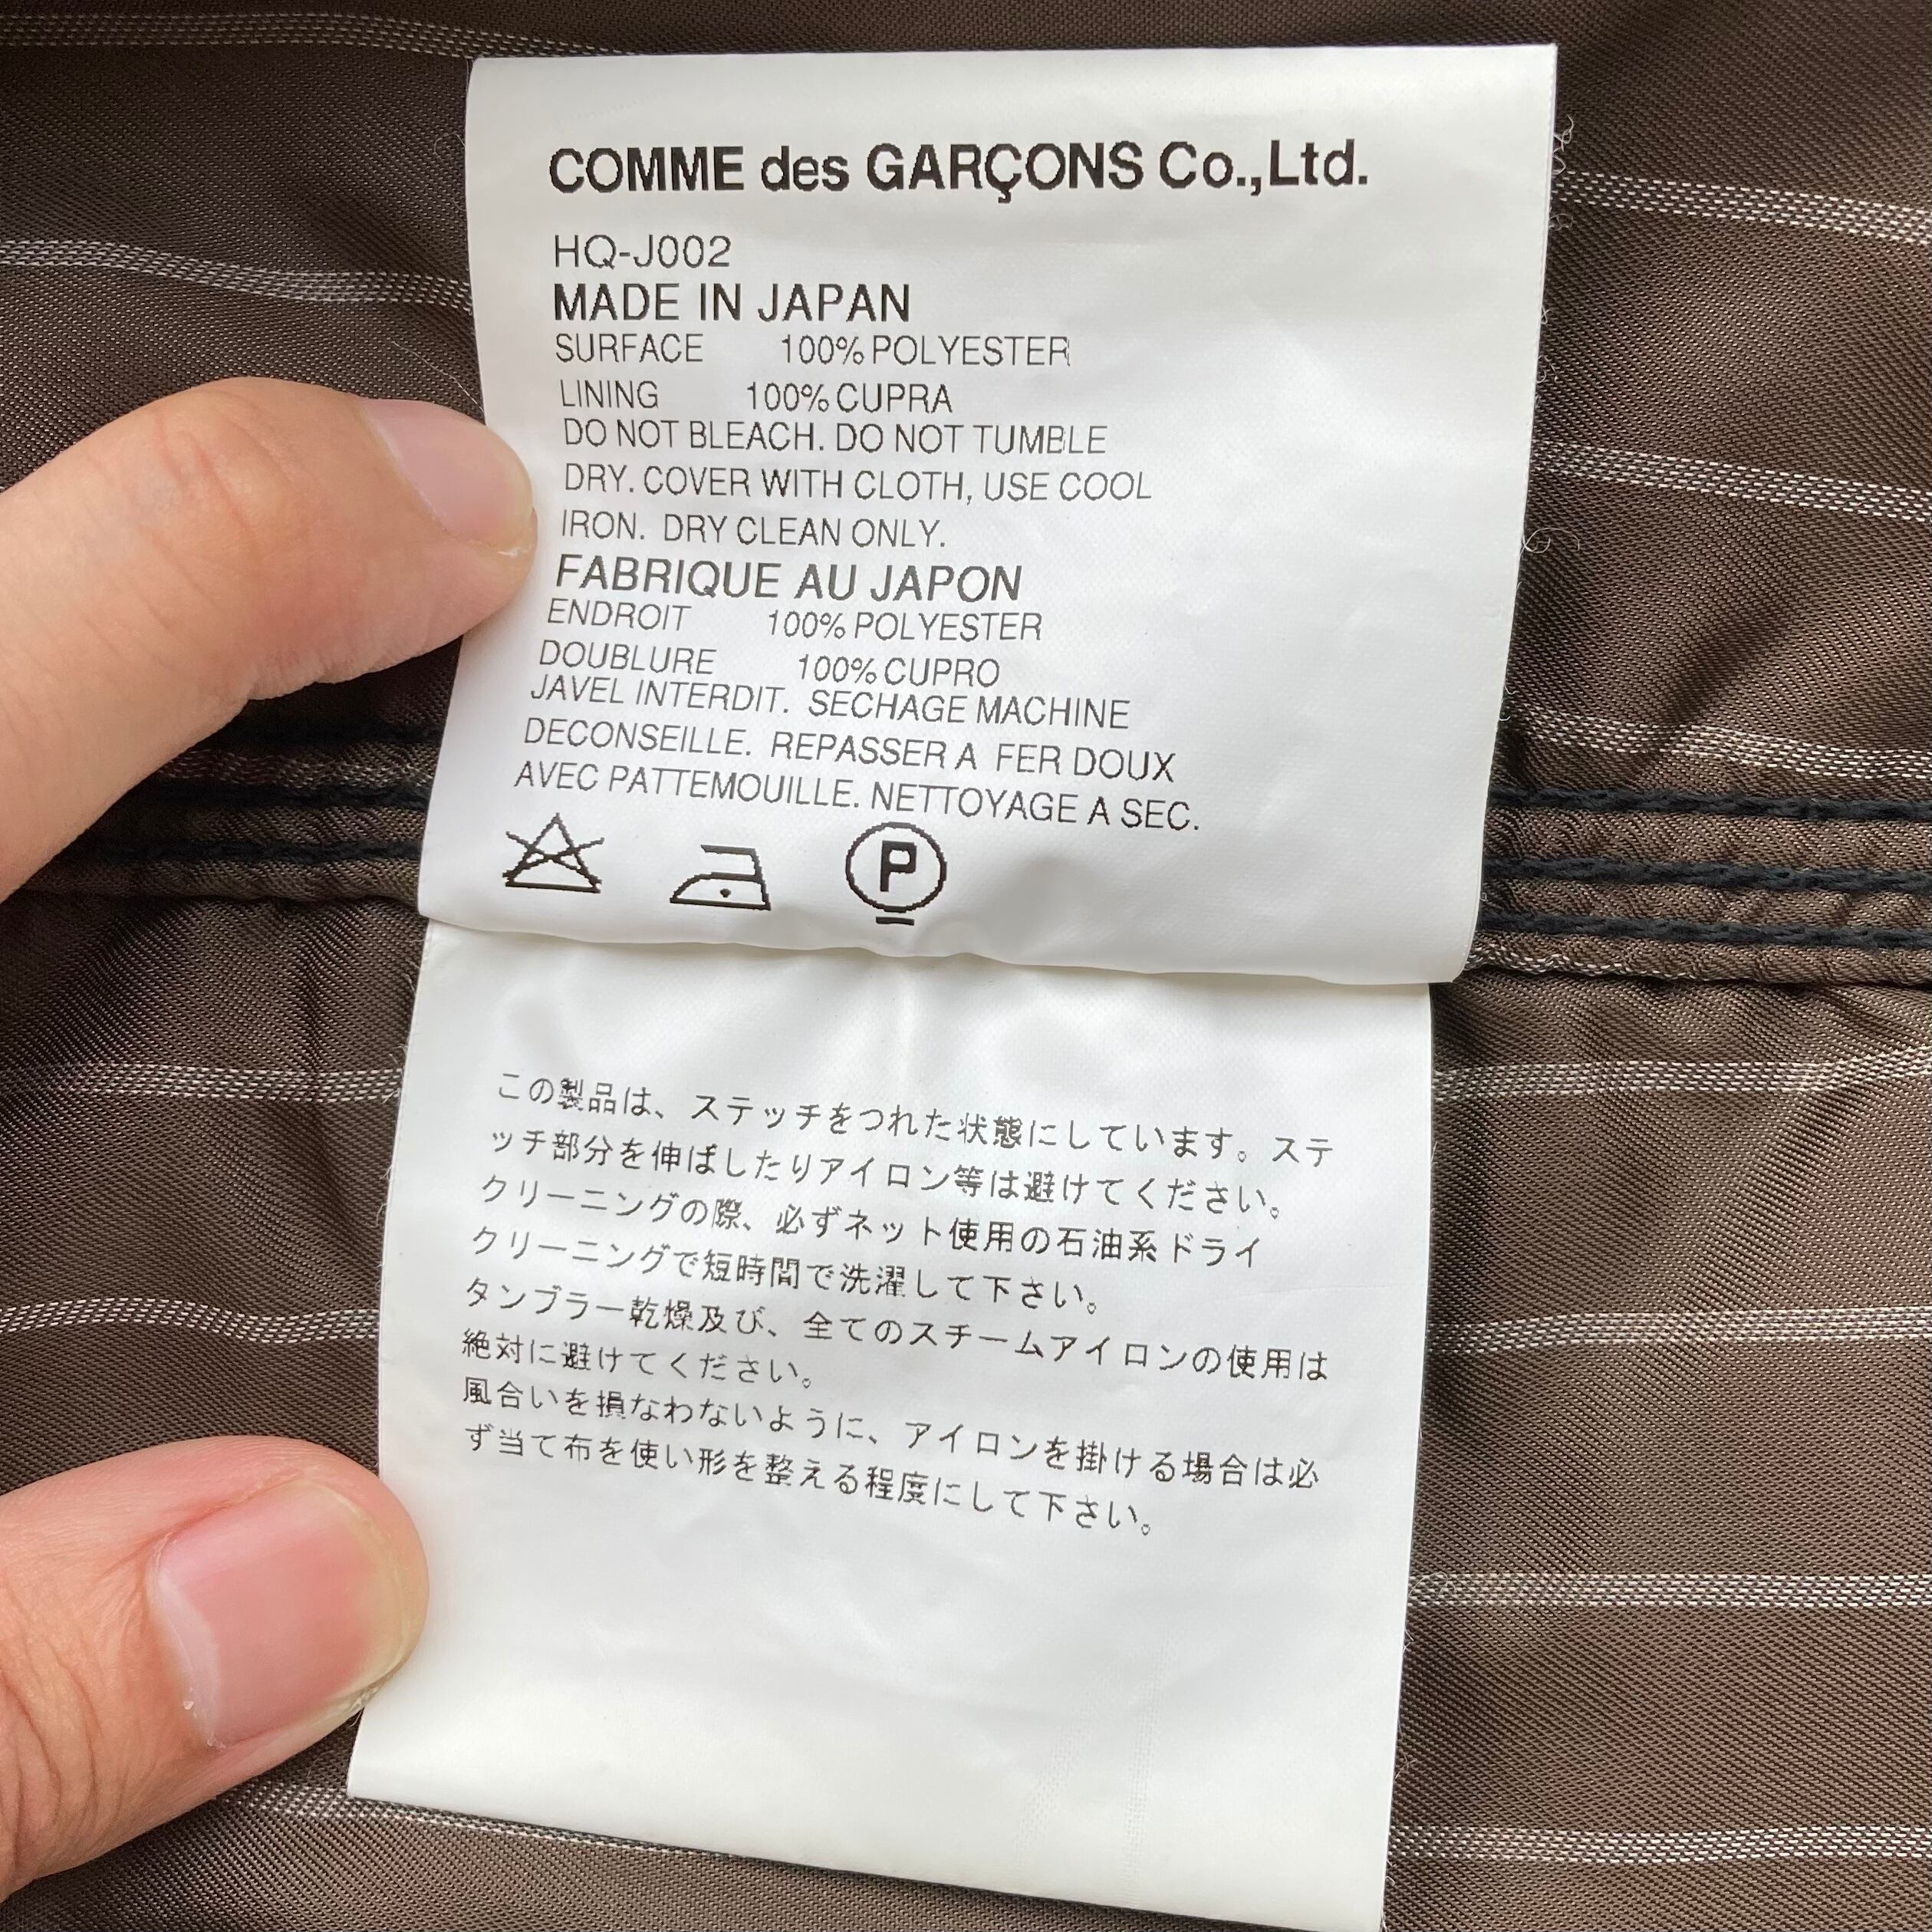 COMME des GARÇONS Co.,Ltd.
HQ-J002
MADE IN JAPAN
SURFACE 100% POLYESTER
LINING 100% CUPRA
DO NOT BLEACH. DO NOT TUMBLE
DRY. COVER WITH CLOTH, USE COOL
IRON. DRY CLEAN ONLY.
FABRIQUE AU JAPON
ENDROIT 100% POLYESTER
DOUBLURE 100% CUPRO
JAVEL INTERDIT. SECHAGE MACHINE
DECONSEILLE. REPASSER A FER DOUX
AVEC PATTEMOUILLE. NETTOYAGE A SEC.
P
この製品は、ステッチをつれた状態にしています。ステ
ッチ部分を伸ばしたりアイロン等は避けてください。
クリーニングの際、必ずネット使用の石油系ドライ
クリーニングで短時間で洗濯して下さい。
タンブラー乾燥及び、全てのスチームアイロンの使用は
絶対に避けてください。
風合いを損なわないように、アイロンを掛ける場合は必
ず当て布を使い形を整える程度にして下さい。